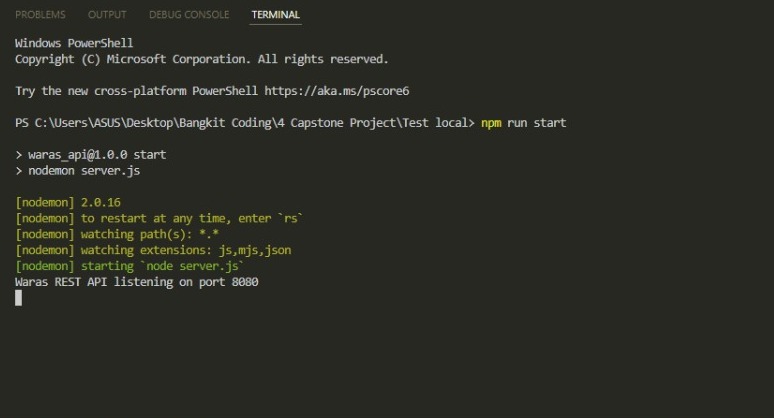 PROBLEMS OUTPUT DEBUG CONSOLE TERMINAL
Windows PowerShell
Copyright (C) Microsoft Corporation. All rights reserved.
Try the new cross-platform PowerShell https://aka.ms/pscore6
PS C:\Users\ASUS\Desktop\Bangkit Coding\4 Capstone Project\Test local> npm run start
> waras_api@1.0.0 start
> nodemon server.js
[nodemon] 2.0.16
[nodemon] to restart at any time, enter `rs`
[nodemon] watching path(s): *.*
[nodemon] watching extensions: js,mjs,json
[nodemon] starting `node server.js`
Waras REST API listening on port 8080